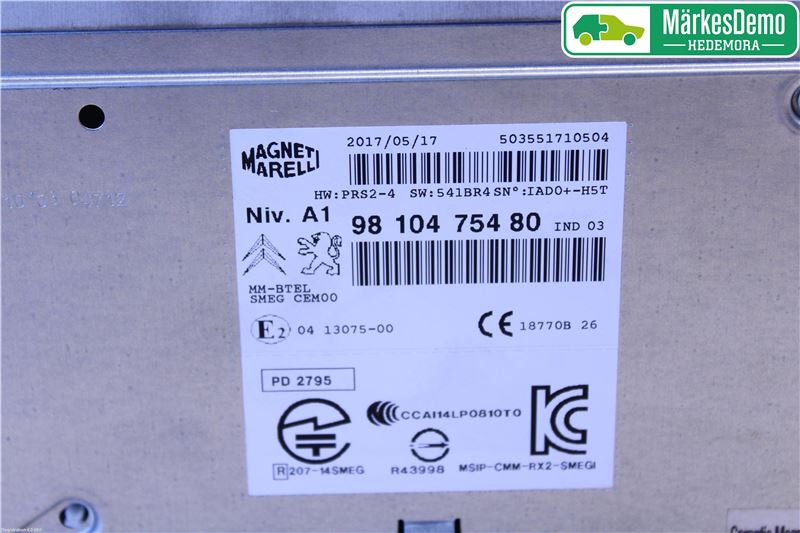 MärkesDemo
HEDEMORA
MAGNETI
MARELLI
2017/05/17 503551710504
HW:PRS2-4 SW:541BR4 SN°:IAD0+-H5T
Niv. A1 98 104 754 80 IND 03
MM-BTEL
SMEG CEM00
E2 04 13075-00 CE 18770B 26
PD 2795
CCAI14LP0810T0
R 207-14SMEG R43998 MSIP-CMM-RX2-SMEGI